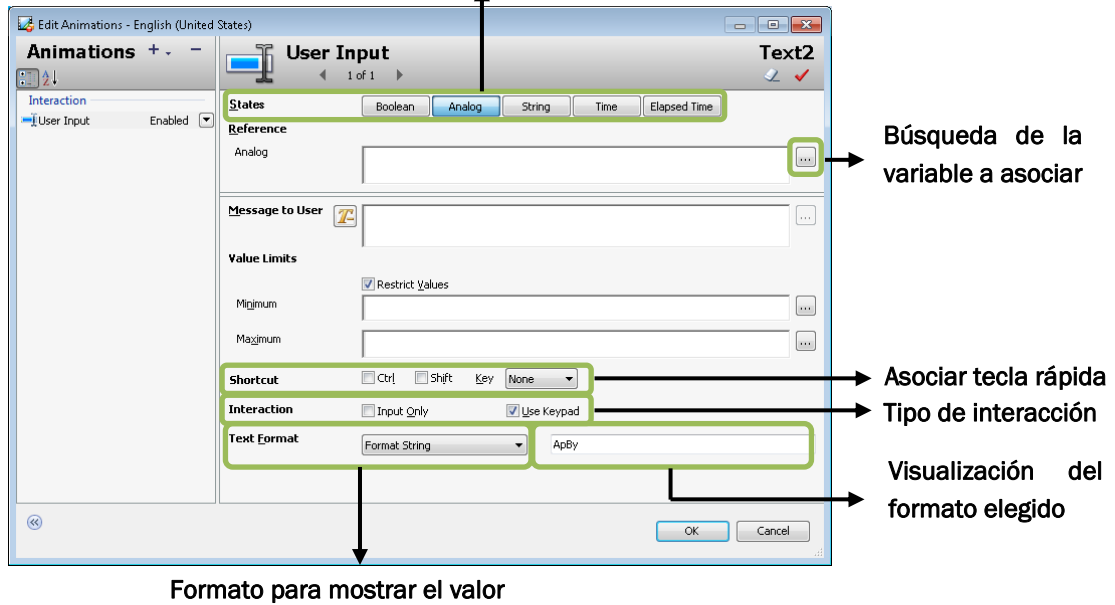 Edit Animations - English (United States)
Animations
User Input
1 of 1
Text2
Interaction
User Input Enabled
States Boolean Analog String Time Elapsed Time
Reference
Analog
...
Búsqueda de la
variable a asociar
Message to User
...
Value Limits
Restrict Values
Minimum
...
Maximum
...
Shortcut Ctrl Shift Key None
Asociar tecla rápida
Interaction Input Only Use Keypad
Tipo de interacción
Text Format Format String ApBy
Visualización del
formato elegido
OK Cancel
Formato para mostrar el valor